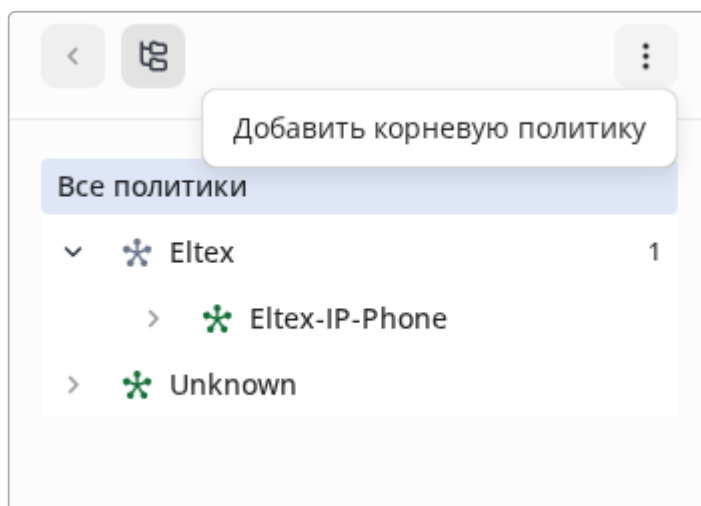 Добавить корневую политику
Все политики
Eltex 1
Eltex-IP-Phone
Unknown